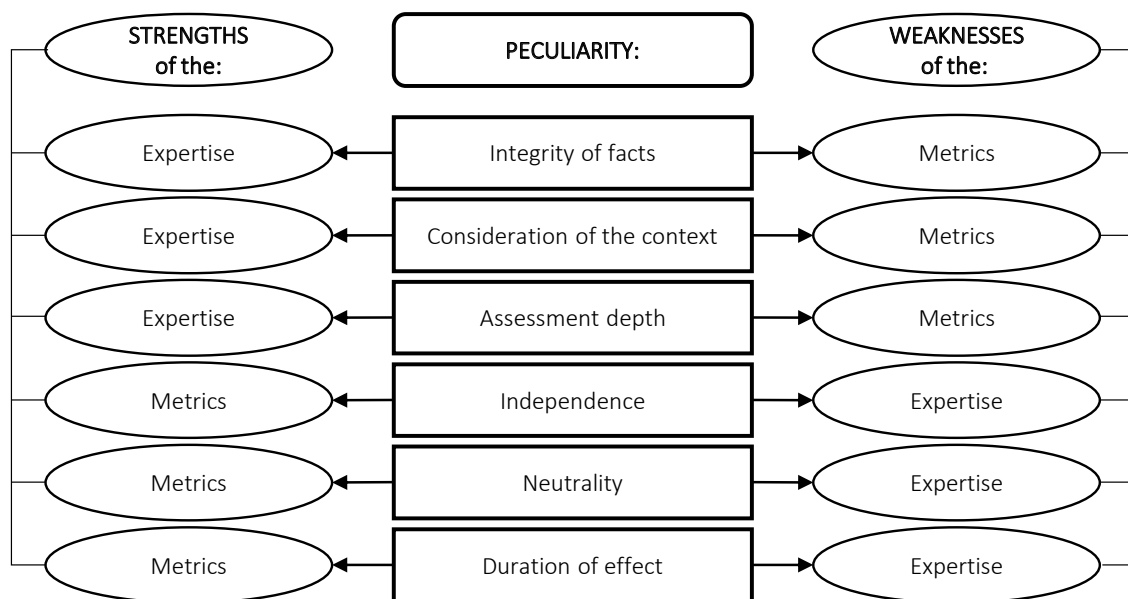 STRENGTHS
of the:
PECULIARITY:
WEAKNESSES
of the:
Expertise
Integrity of facts
Metrics
Expertise
Consideration of the context
Metrics
Expertise
Assessment depth
Metrics
Metrics
Independence
Expertise
Metrics
Neutrality
Expertise
Metrics
Duration of effect
Expertise